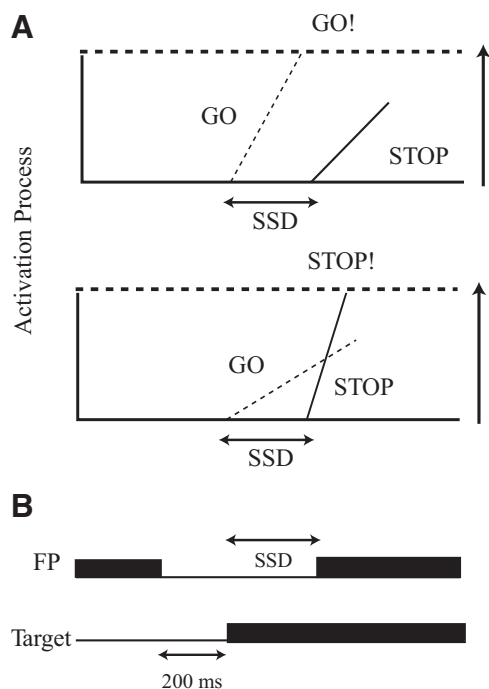 A
GO!
GO
STOP
SSD
Activation Process
STOP!
GO
STOP
SSD
B
FP
SSD
Target
200 ms